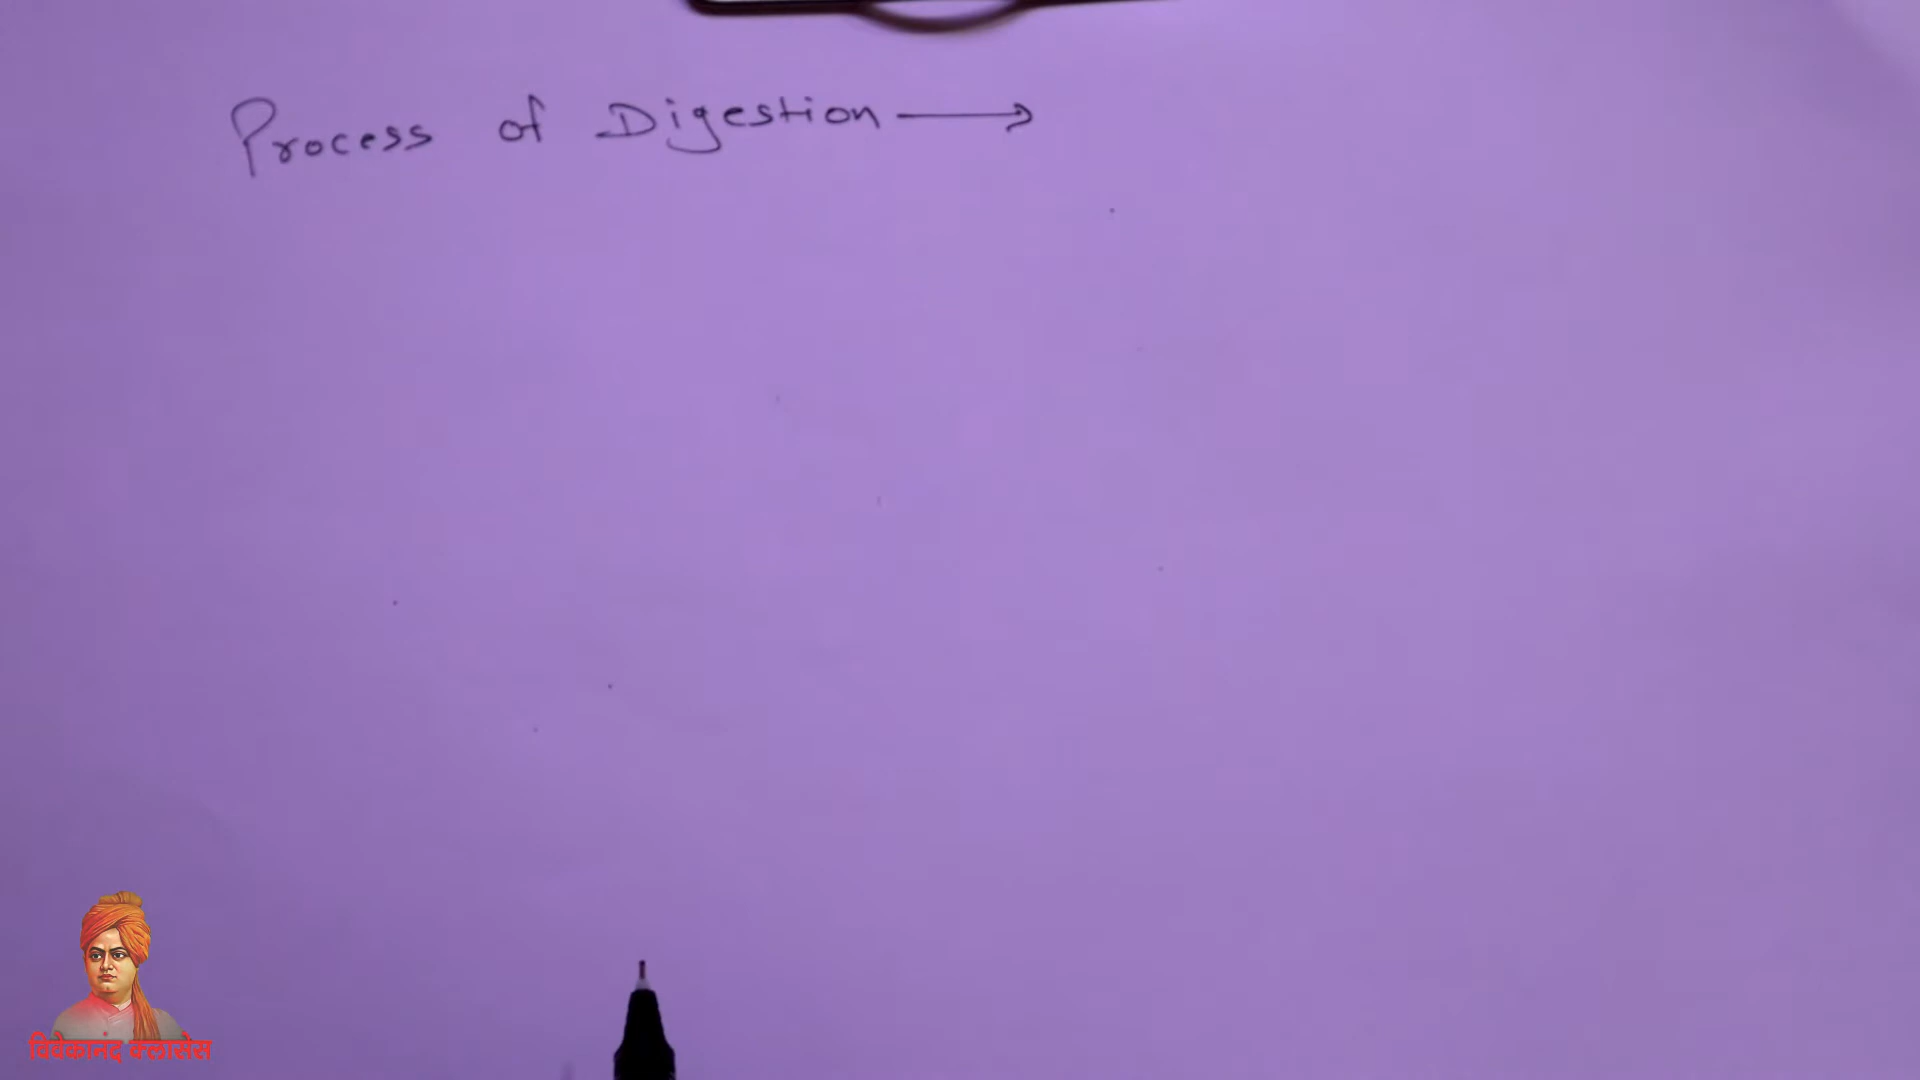 Process of Digestion →
विवेकानंद क्लासेस